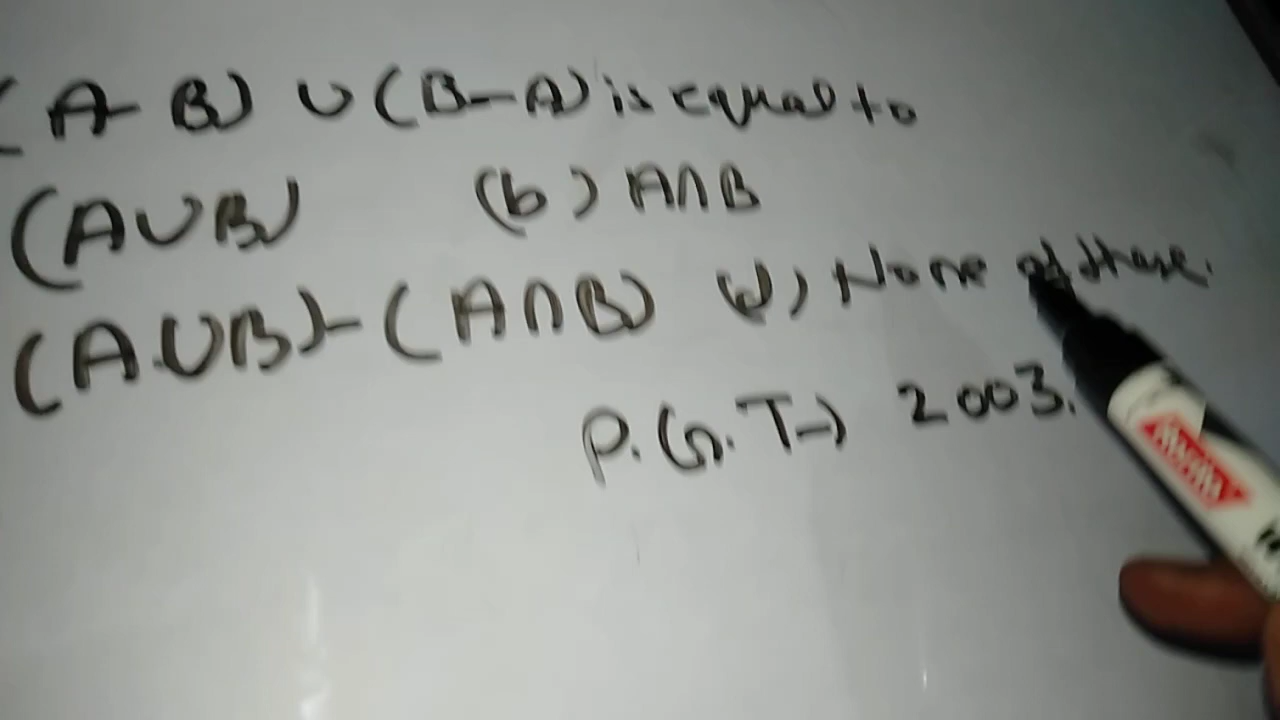 (A-B) ∪ (B-A) is equal to
(A∪B) (b) A∩B
(A∪B)-(A∩B) (d) None of these.
P.G.T-) 2003.